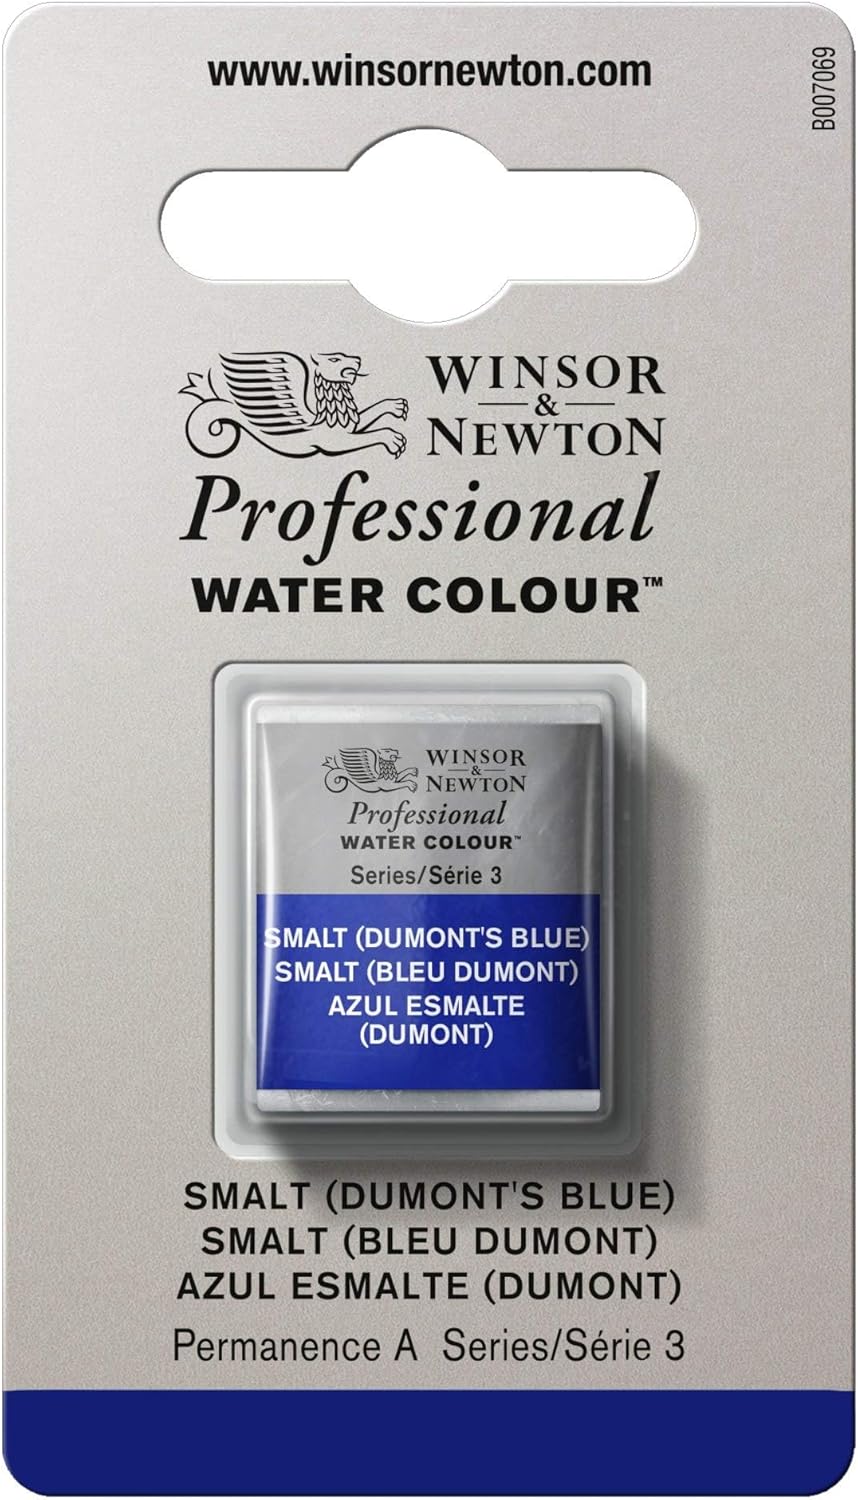 www.winsornewton.com
B007069
WINSOR
&
NEWTON
Professional
WATER COLOUR™
WINSOR
&
NEWTON
Professional
WATER COLOUR™
Series/Série 3
SMALT (DUMONT'S BLUE)
SMALT (BLEU DUMONT)
AZUL ESMALTE
(DUMONT)
SMALT (DUMONT'S BLUE)
SMALT (BLEU DUMONT)
AZUL ESMALTE (DUMONT)
Permanence A Series/Série 3